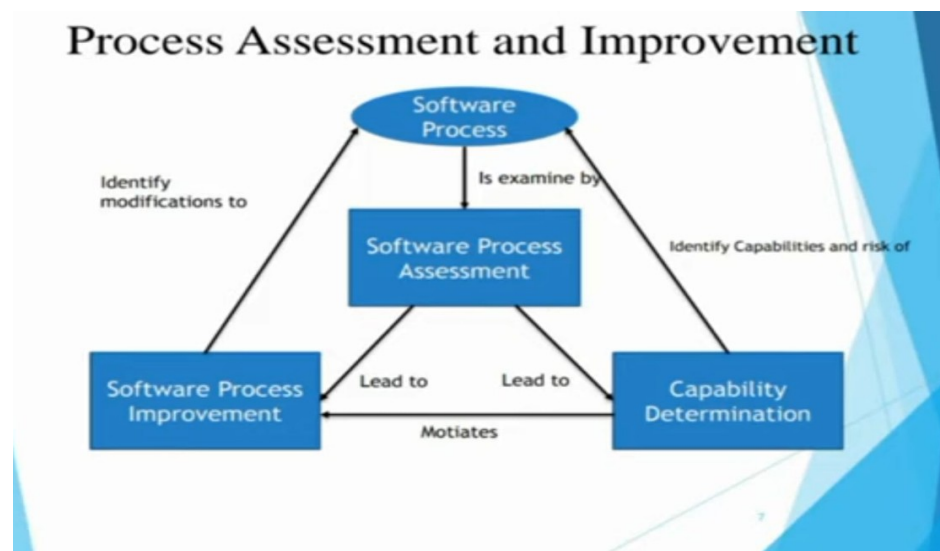 Process Assessment and Improvement
Software
Process
Identify
modifications to
Is examine by
Software Process
Assessment
Identify Capabilities and risk of
Software Process
Improvement
Lead to
Lead to
Capability
Determination
Motiates
7